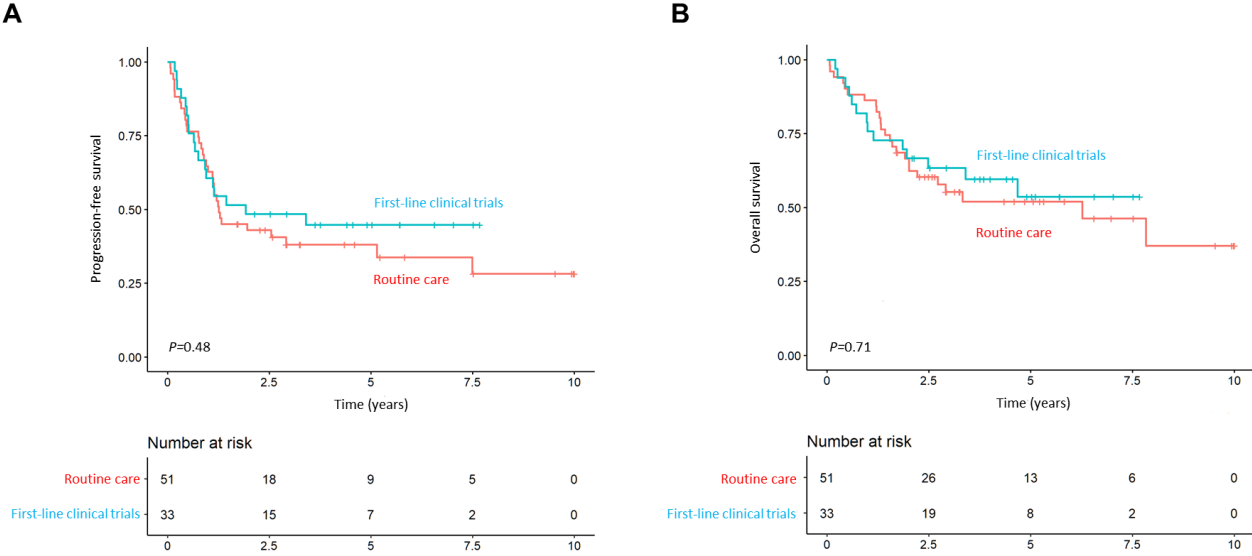 A
1.00
0.75
0.50
0.25
0.00
Progression-free survival
First-line clinical trials
Routine care
P=0.48
0 2.5 5 7.5 10
Time (years)
Number at risk
Routine care 51 18 9 5 0
First-line clinical trials 33 15 7 2 0
0 2.5 5 7.5 10
B
1.00
0.75
0.50
0.25
0.00
Overall survival
First-line clinical trials
Routine care
P=0.71
0 2.5 5 7.5 10
Time (years)
Number at risk
Routine care 51 26 13 6 0
First-line clinical trials 33 19 8 2 0
0 2.5 5 7.5 10